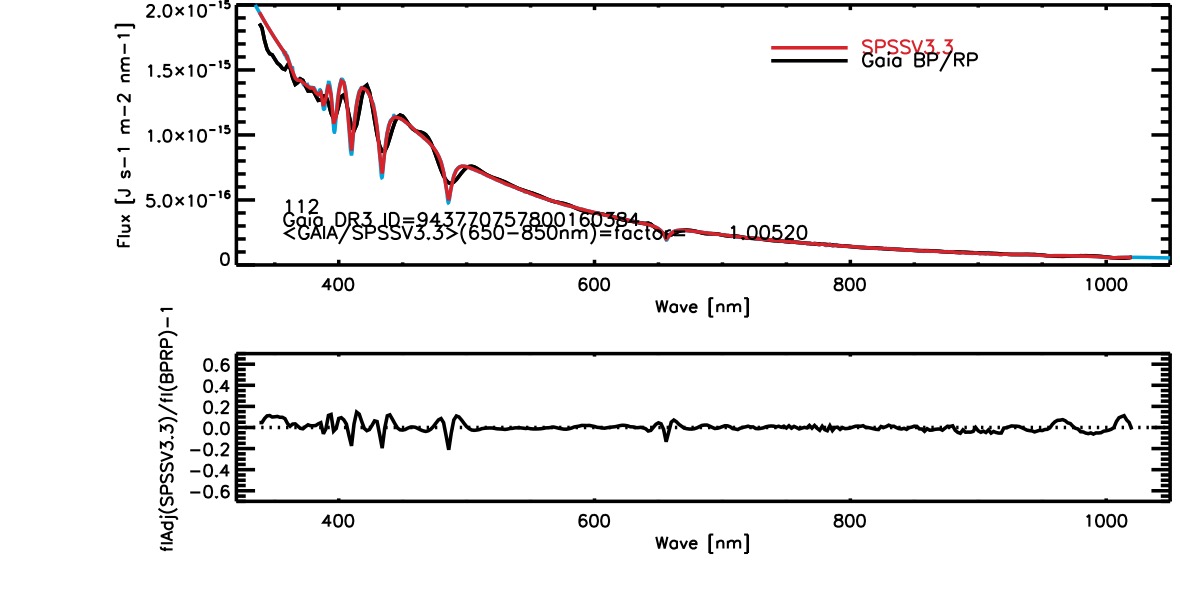 2.0×10−15
1.5×10−15
1.0×10−15
5.0×10−16
0
Flux [J s−1 m−2 nm−1]
SPSSV3.3
Gaia BP/RP
112
Gaia DR3 ID=943770757800160384
<GAIA/SPSSV3.3>(650−850nm)=factor= 1.00520
400 600 800 1000
Wave [nm]
flAdj(SPSSV3.3)/fl(BPRP)−1
0.6
0.4
0.2
0.0
−0.2
−0.4
−0.6
400 600 800 1000
Wave [nm]